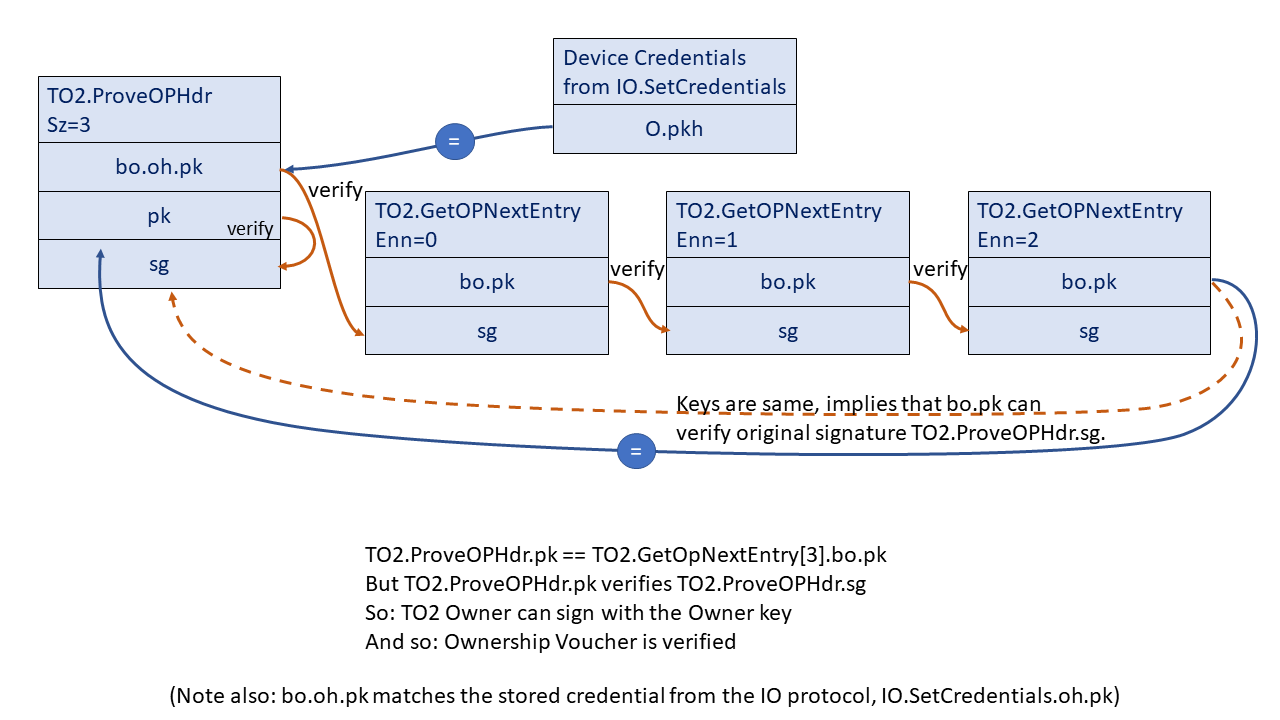 Device Credentials
from IO.SetCredentials
O.pkh
=
TO2.ProveOPHdr
Sz=3
bo.oh.pk
pk
sg
verify
verify
TO2.GetOPNextEntry
Enn=0
bo.pk
sg
verify
TO2.GetOPNextEntry
Enn=1
bo.pk
sg
verify
TO2.GetOPNextEntry
Enn=2
bo.pk
sg
Keys are same, implies that bo.pk can
verify original signature TO2.ProveOPHdr.sg.
=
TO2.ProveOPHdr.pk == TO2.GetOpNextEntry[3].bo.pk
But TO2.ProveOPHdr.pk verifies TO2.ProveOPHdr.sg
So: TO2 Owner can sign with the Owner key
And so: Ownership Voucher is verified
(Note also: bo.oh.pk matches the stored credential from the IO protocol, IO.SetCredentials.oh.pk)